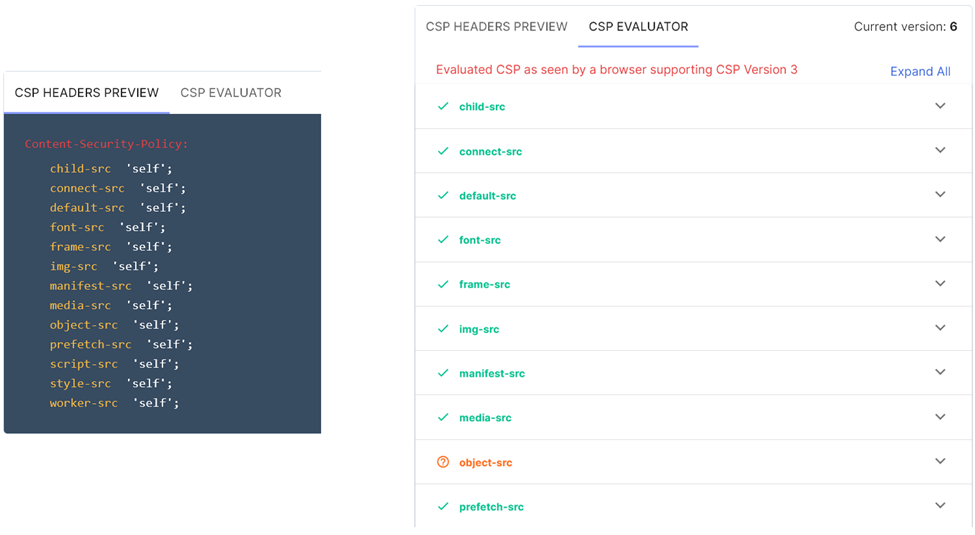 CSP HEADERS PREVIEW CSP EVALUATOR
Content-Security-Policy:
child-src 'self';
connect-src 'self';
default-src 'self';
font-src 'self';
frame-src 'self';
img-src 'self';
manifest-src 'self';
media-src 'self';
object-src 'self';
prefetch-src 'self';
script-src 'self';
style-src 'self';
worker-src 'self';
CSP HEADERS PREVIEW CSP EVALUATOR Current version: 6
Evaluated CSP as seen by a browser supporting CSP Version 3 Expand All
child-src
connect-src
default-src
font-src
frame-src
img-src
manifest-src
media-src
object-src
prefetch-src